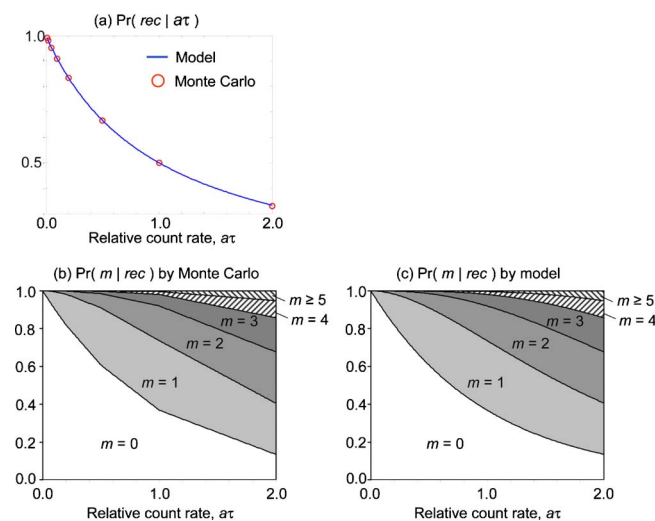 (a) Pr( rec | aτ )
1.0
0.5
Model
Monte Carlo
0.0 1.0 2.0
Relative count rate, aτ
(b) Pr( m | rec ) by Monte Carlo
1.0
0.8
0.6
0.4
0.2
0.0
m ≥ 5
m = 4
m = 3
m = 2
m = 1
m = 0
0.0 1.0 2.0
Relative count rate, aτ
(c) Pr( m | rec ) by model
1.0
0.8
0.6
0.4
0.2
0.0
m ≥ 5
m = 4
m = 3
m = 2
m = 1
m = 0
0.0 1.0 2.0
Relative count rate, aτ